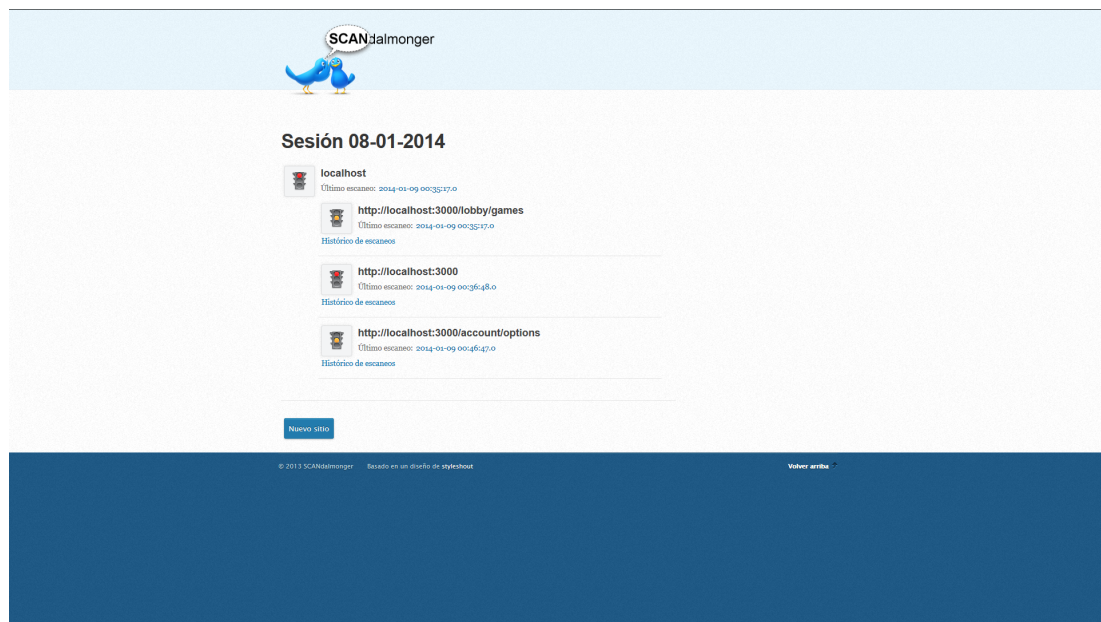 SCANdalmonger
Sesión 08-01-2014
localhost
Último escaneo: 2014-01-09 00:35:17.0
http://localhost:3000/lobby/games
Último escaneo: 2014-01-09 00:35:17.0
Histórico de escaneos
http://localhost:3000
Último escaneo: 2014-01-09 00:36:48.0
Histórico de escaneos
http://localhost:3000/account/options
Último escaneo: 2014-01-09 00:46:47.0
Histórico de escaneos
Nuevo sitio
© 2013 SCANdalmonger Basado en un diseño de styleshout Volver arriba